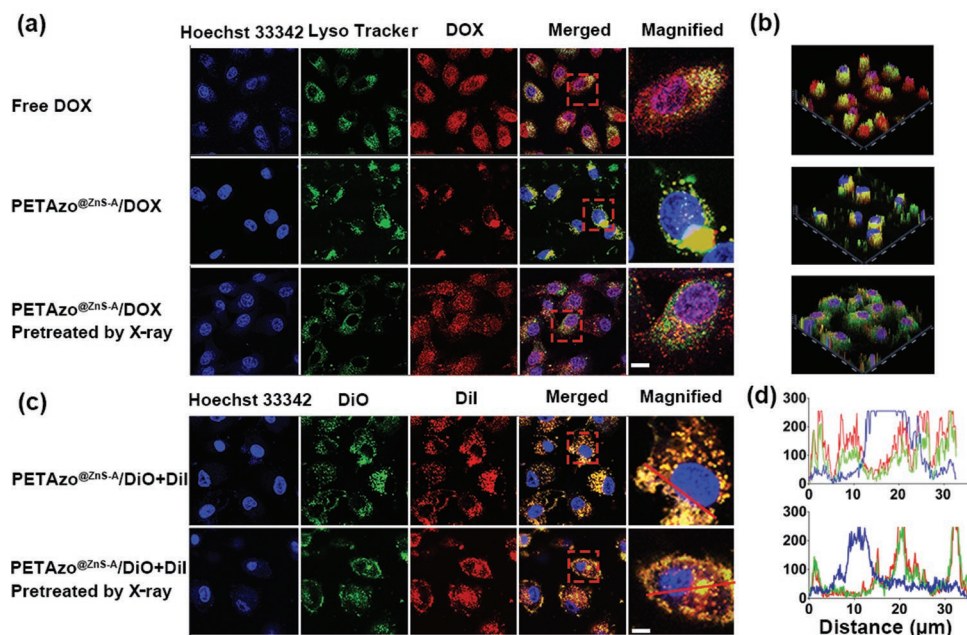 (a)
Hoechst 33342 Lyso Tracker DOX Merged Magnified
(b)
Free DOX
PETAzo@ZnS-A/DOX
PETAzo@ZnS-A/DOX
Pretreated by X-ray
(c)
Hoechst 33342 DiO DiI Merged Magnified
(d)
PETAzo@ZnS-A/DiO+DiI
PETAzo@ZnS-A/DiO+DiI
Pretreated by X-ray
300
200
100
0
0 10 20 30
300
200
100
0
0 10 20 30
Distance (μm)